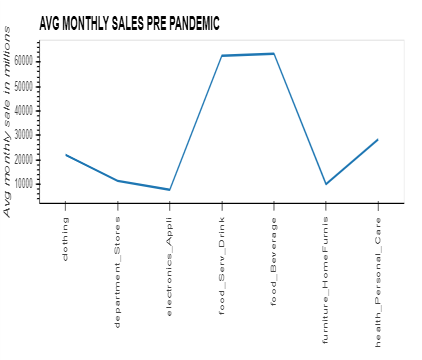 AVG MONTHLY SALES PRE PANDEMIC
Avg monthly sale in millions
60000
50000
40000
30000
20000
10000
clothing
department_Stores
electronics_Appli
food_Serv_Drink
food_Beverage
furniture_HomeFurnis
health_Personal_Care